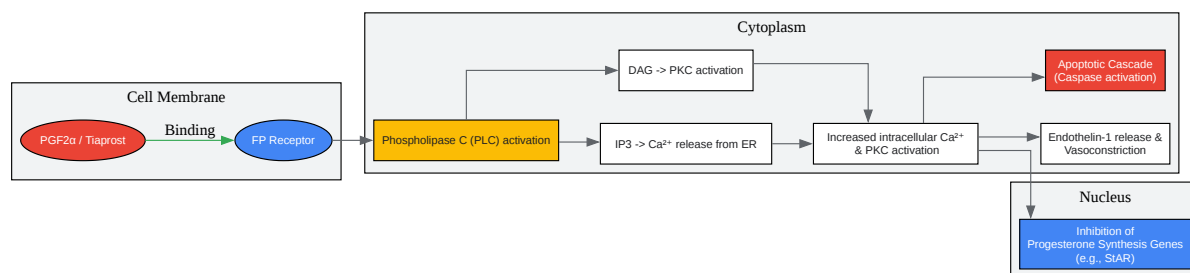 Cytoplasm
DAG -> PKC activation
Apoptotic Cascade
(Caspase activation)
Cell Membrane
PGF2α / Tiaprost
Binding
FP Receptor
Phospholipase C (PLC) activation
IP3 -> Ca²⁺ release from ER
Increased intracellular Ca²⁺
& PKC activation
Endothelin-1 release &
Vasoconstriction
Nucleus
Inhibition of
Progesterone Synthesis Genes
(e.g., StAR)